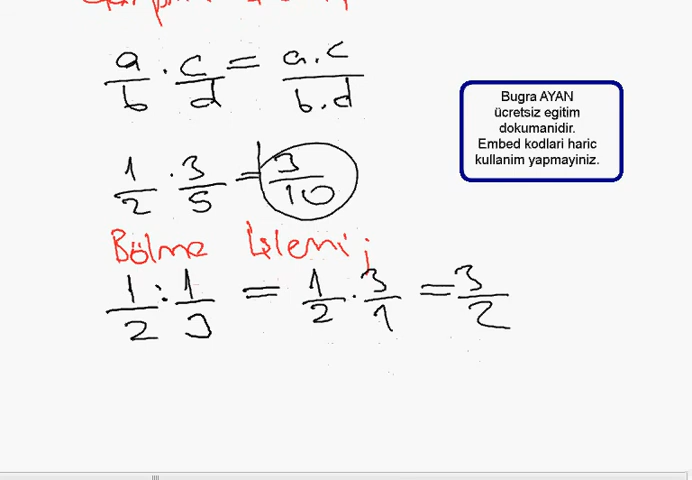 a/b . c/d = a.c/b.d
Bugra AYAN
ücretsiz egitim
dokumanidir.
Embed kodlari haric
kullanim yapmayiniz.
1/2 . 3/5 = 3/10
Bölme İşlemi;
1/2 : 1/3 = 1/2 . 3/1 = 3/2